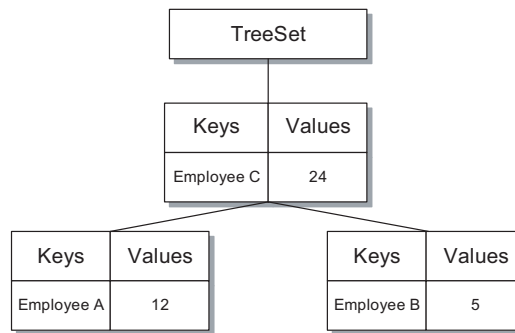 TreeSet
Keys Values
Employee C 24
Keys Values
Employee A 12
Keys Values
Employee B 5